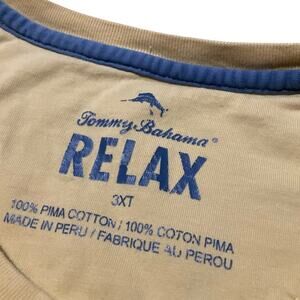 Tommy Bahama®
RELAX
3XT
100% PIMA COTTON / 100% COTON PIMA
MADE IN PERU / FABRIQUE AU PEROU